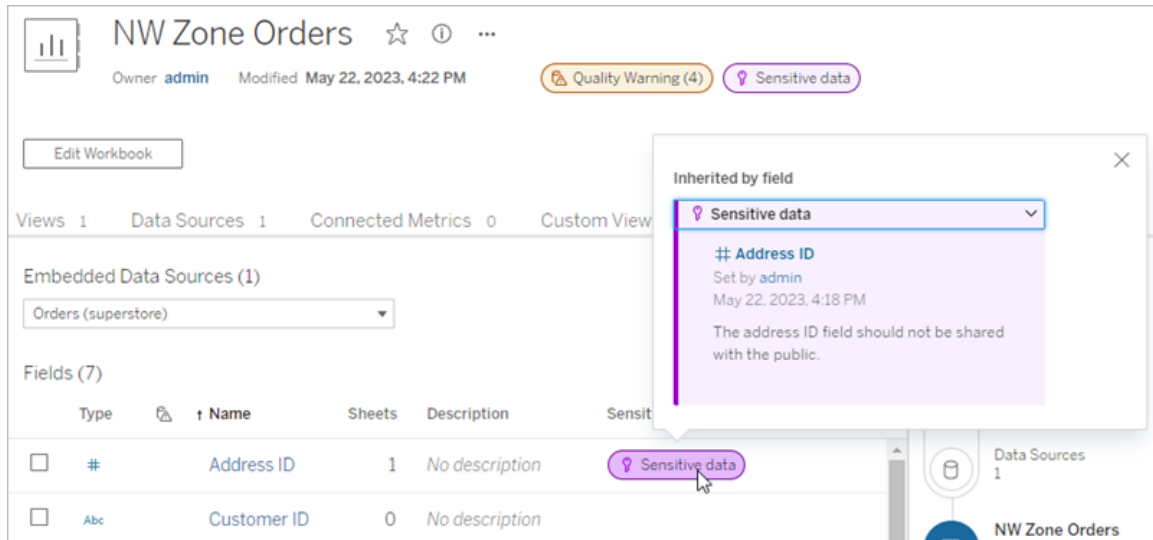 NW Zone Orders
Owner admin Modified May 22, 2023, 4:22 PM
Quality Warning (4) Sensitive data
Edit Workbook
Views 1 Data Sources 1 Connected Metrics 0 Custom View
Embedded Data Sources (1)
Orders (superstore)
Fields (7)
Type Name Sheets Description Sensit
# Address ID 1 No description Sensitive data
Abc Customer ID 0 No description
Inherited by field
Sensitive data
# Address ID
Set by admin
May 22, 2023, 4:18 PM
The address ID field should not be shared
with the public.
Data Sources
1
NW Zone Orders